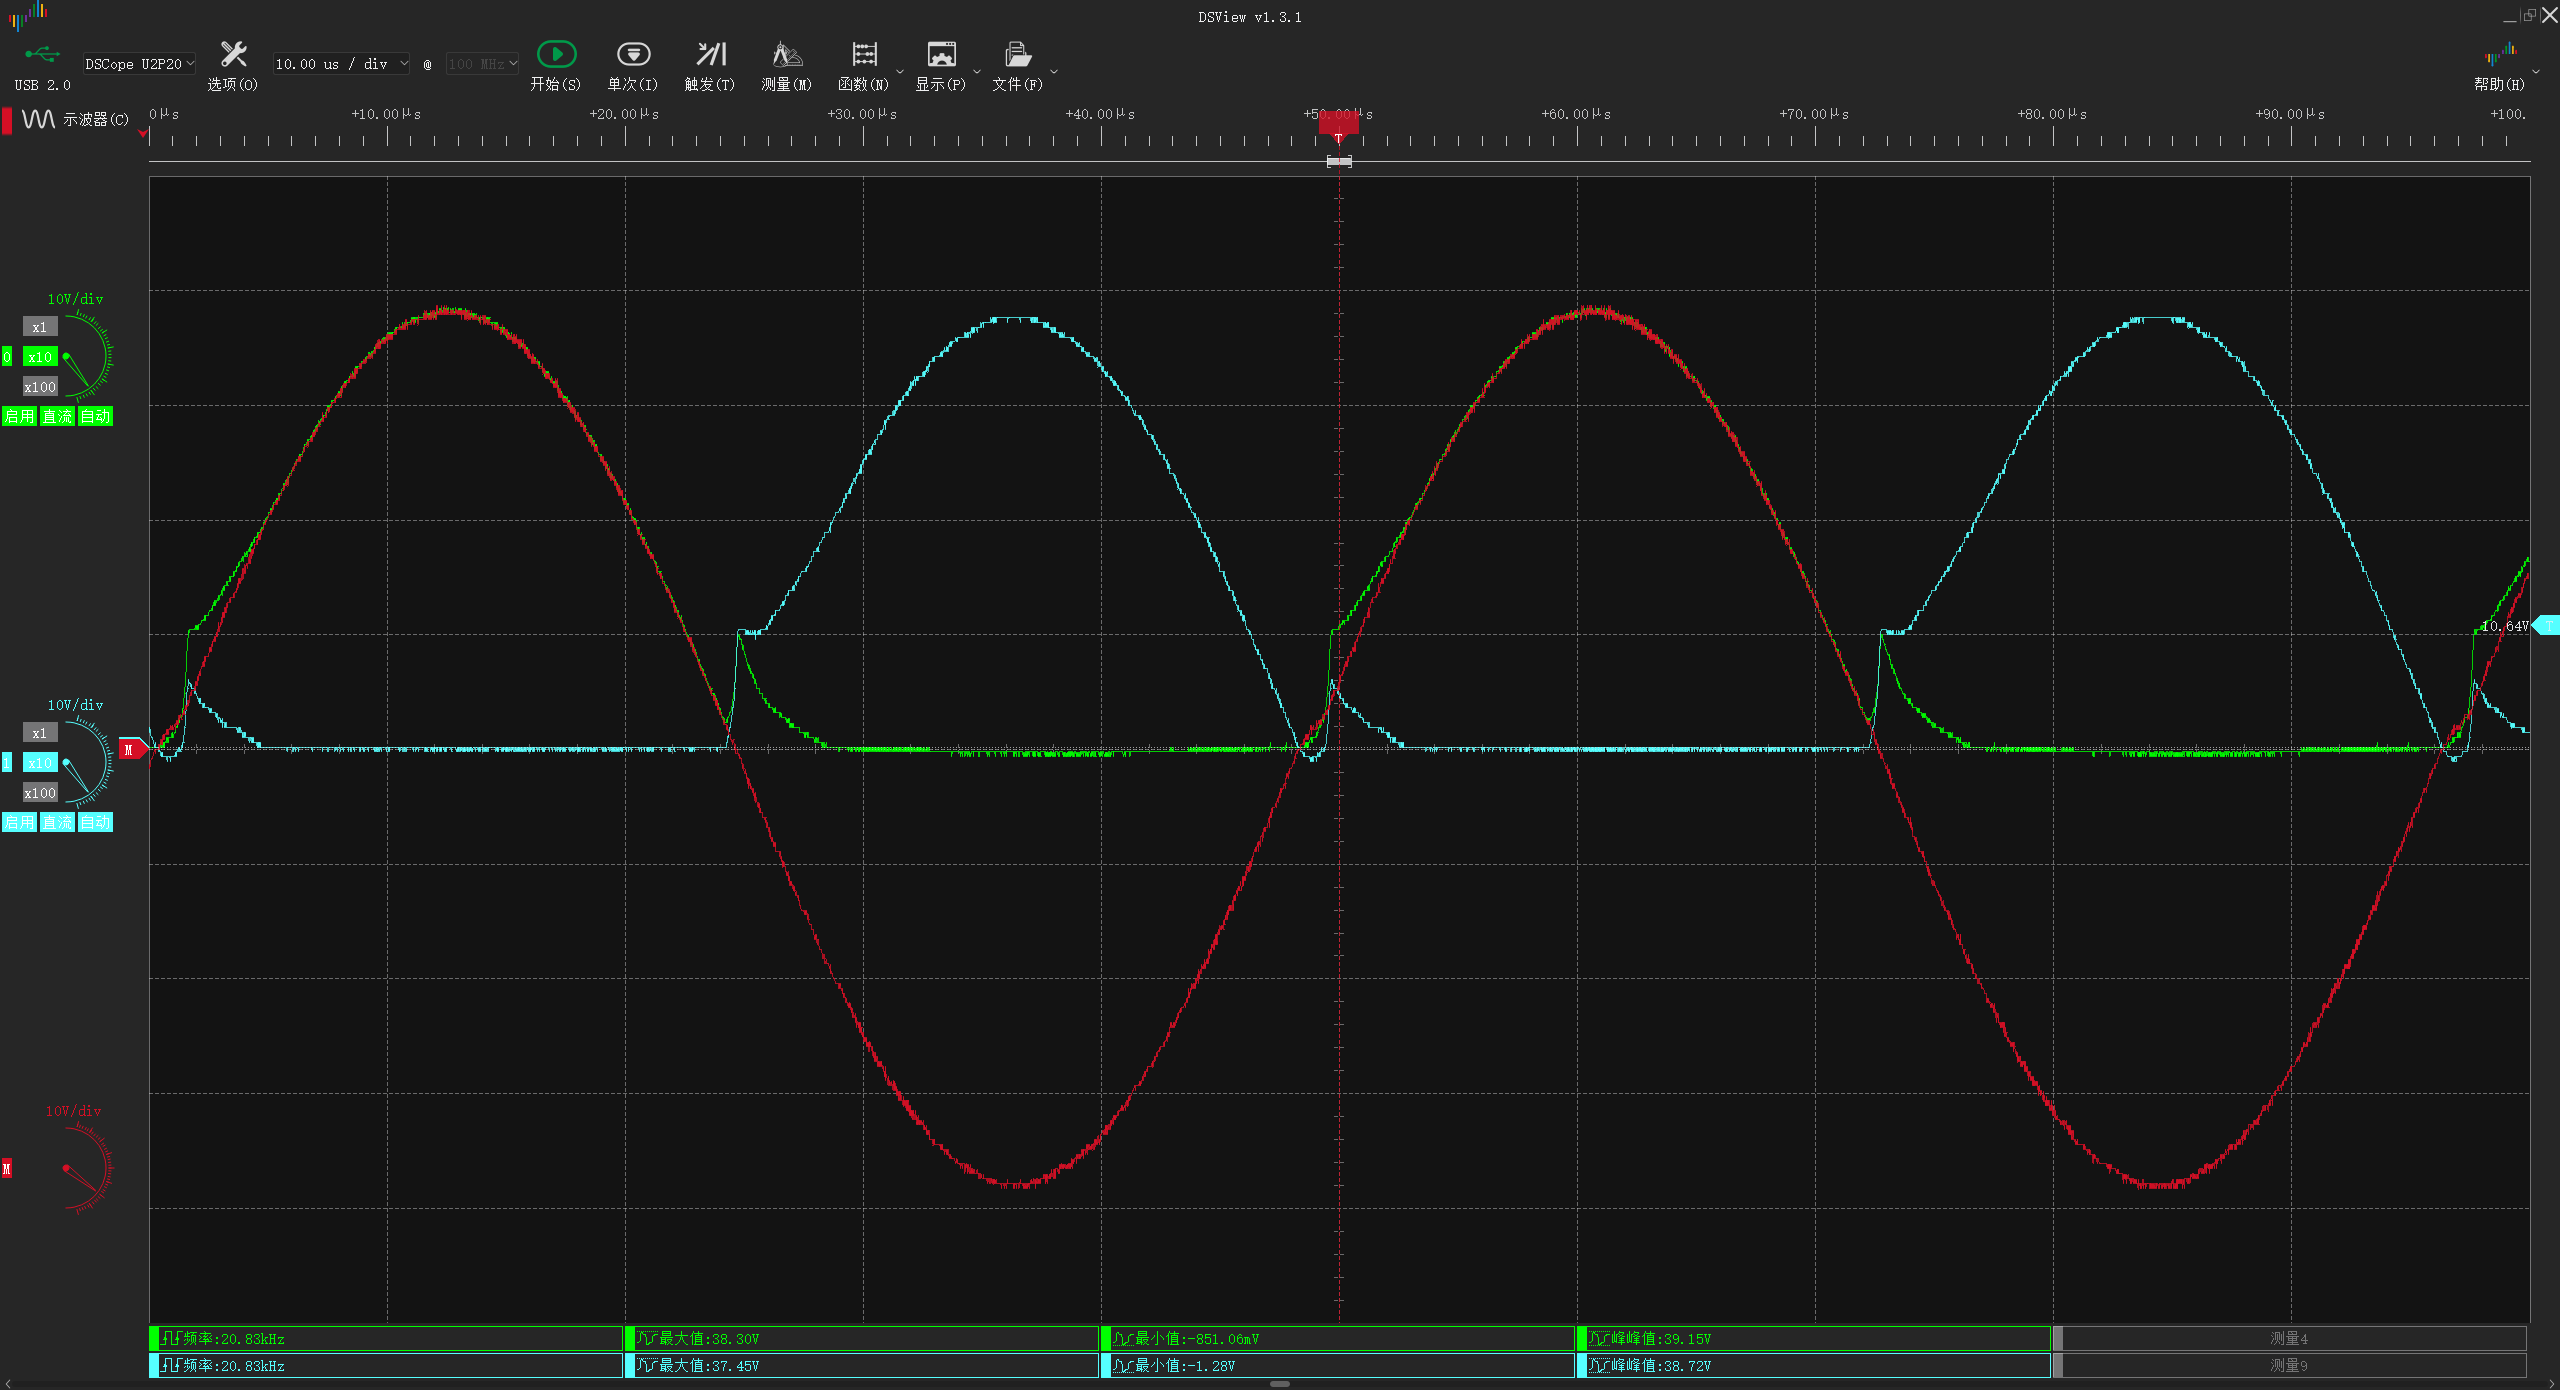 DSView v1.3.1
USB 2.0
DSCope U2P20
选项(O)
10.00 us / div
@
100 MHz
开始(S)
单次(I)
触发(T)
测量(M)
函数(N)
显示(P)
文件(F)
帮助(H)
示波器(C)
0μs
+10.00μs
+20.00μs
+30.00μs
+40.00μs
+50.00μs
+60.00μs
+70.00μs
+80.00μs
+90.00μs
+100.
T
10V/div
x1
0
x10
x100
启用 直流 自动
10.64V
T
10V/div
x1
M
1
x10
x100
启用 直流 自动
10V/div
M
频率:20.83kHz
最大值:38.30V
最小值:-851.06mV
峰峰值:39.15V
测量4
频率:20.83kHz
最大值:37.45V
最小值:-1.28V
峰峰值:38.72V
测量9